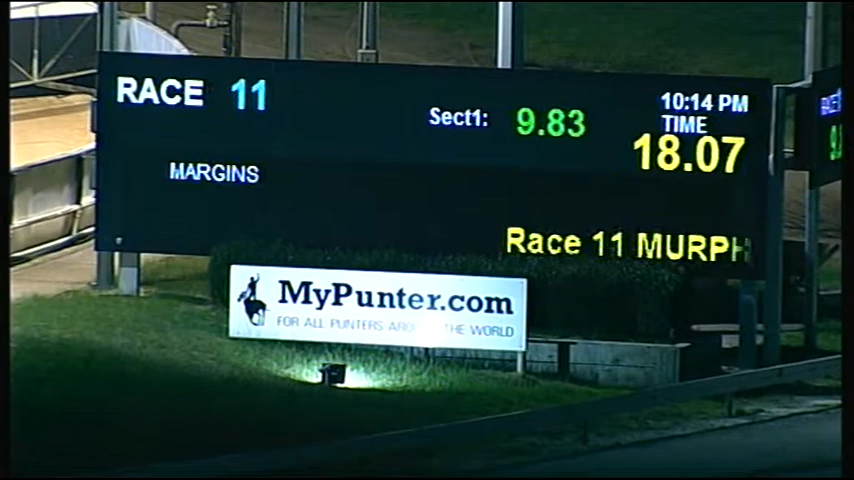 RACE 11
Sect1: 9.83
10:14 PM
TIME
18.07
MARGINS
Race 11 MURPH
MyPunter.com
FOR ALL PUNTERS AROUND THE WORLD